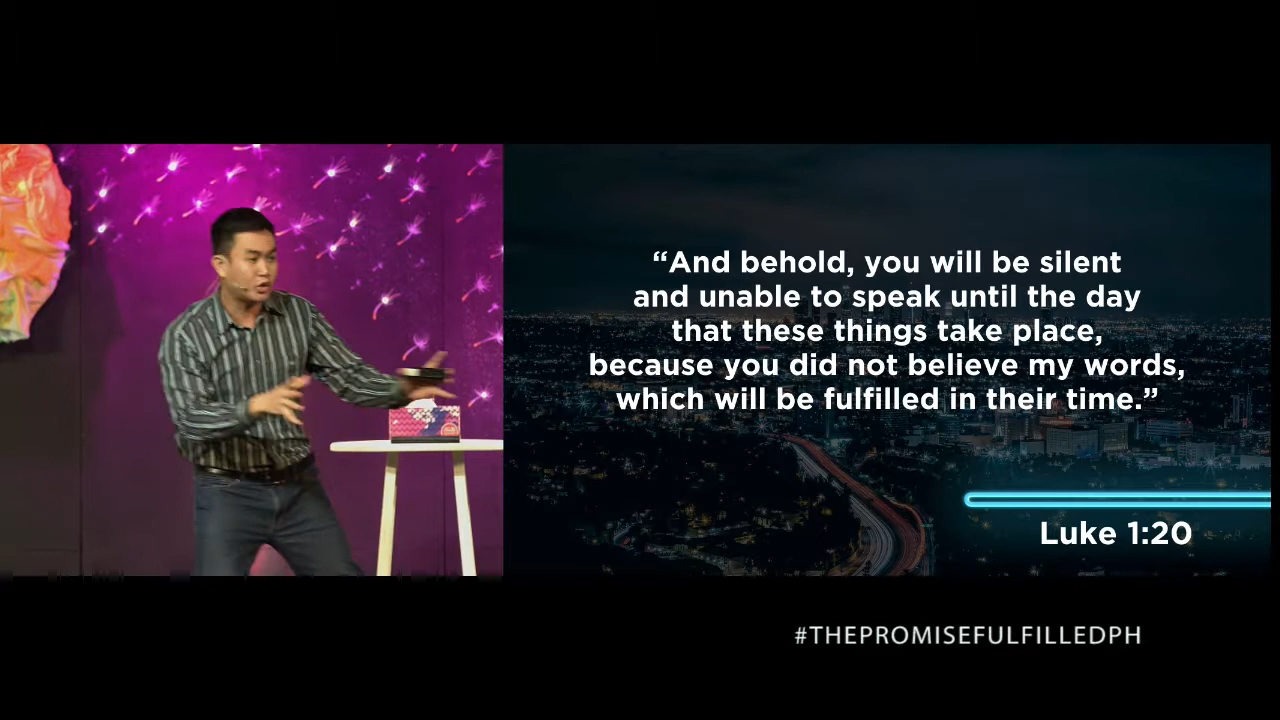 “And behold, you will be silent
and unable to speak until the day
that these things take place,
because you did not believe my words,
which will be fulfilled in their time.”
Luke 1:20
#THEPROMISEFULFILLEDPH